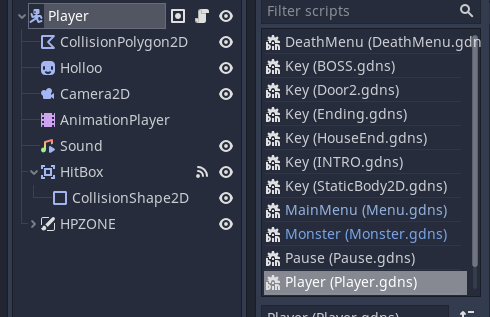 Player
CollisionPolygon2D
Holloo
Camera2D
AnimationPlayer
Sound
HitBox
CollisionShape2D
HPZONE
Filter scripts
DeathMenu (DeathMenu.gdn
Key (BOSS.gdns)
Key (Door2.gdns)
Key (Ending.gdns)
Key (HouseEnd.gdns)
Key (INTRO.gdns)
Key (StaticBody2D.gdns)
MainMenu (Menu.gdns)
Monster (Monster.gdns)
Pause (Pause.gdns)
Player (Player.gdns)
Player (Player.gdns)